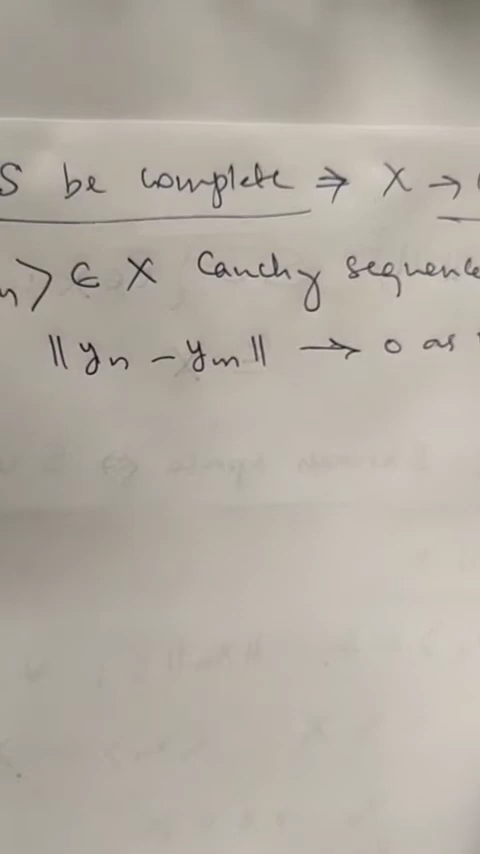 S be complete ⇒ X →
n> ∈ X Cauchy sequence
||yn - ym|| → 0 as